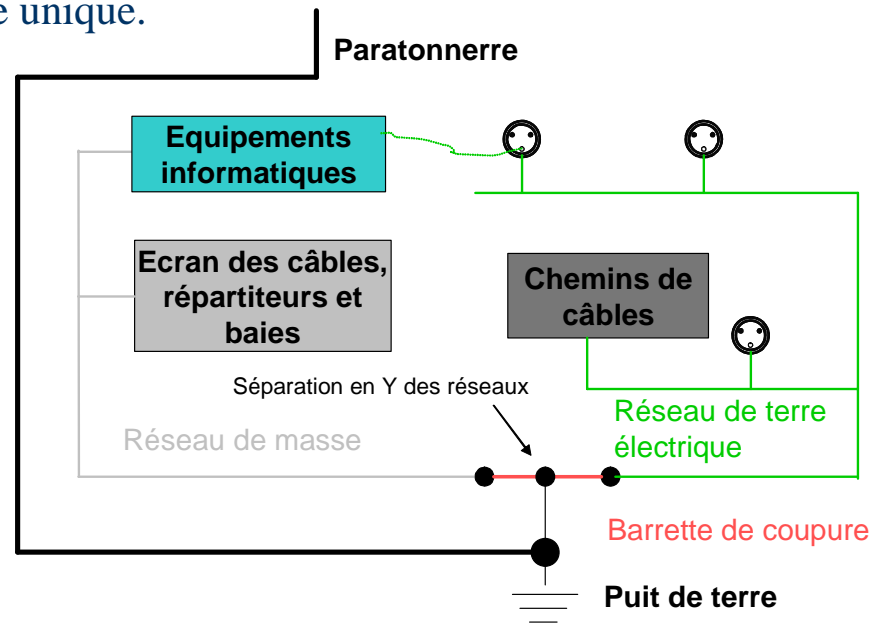 e unique.
Paratonnerre
Equipements
informatiques
Ecran des câbles,
répartiteurs et
baies
Chemins de
câbles
Séparation en Y des réseaux
Réseau de terre
électrique
Réseau de masse
Barrette de coupure
Puit de terre